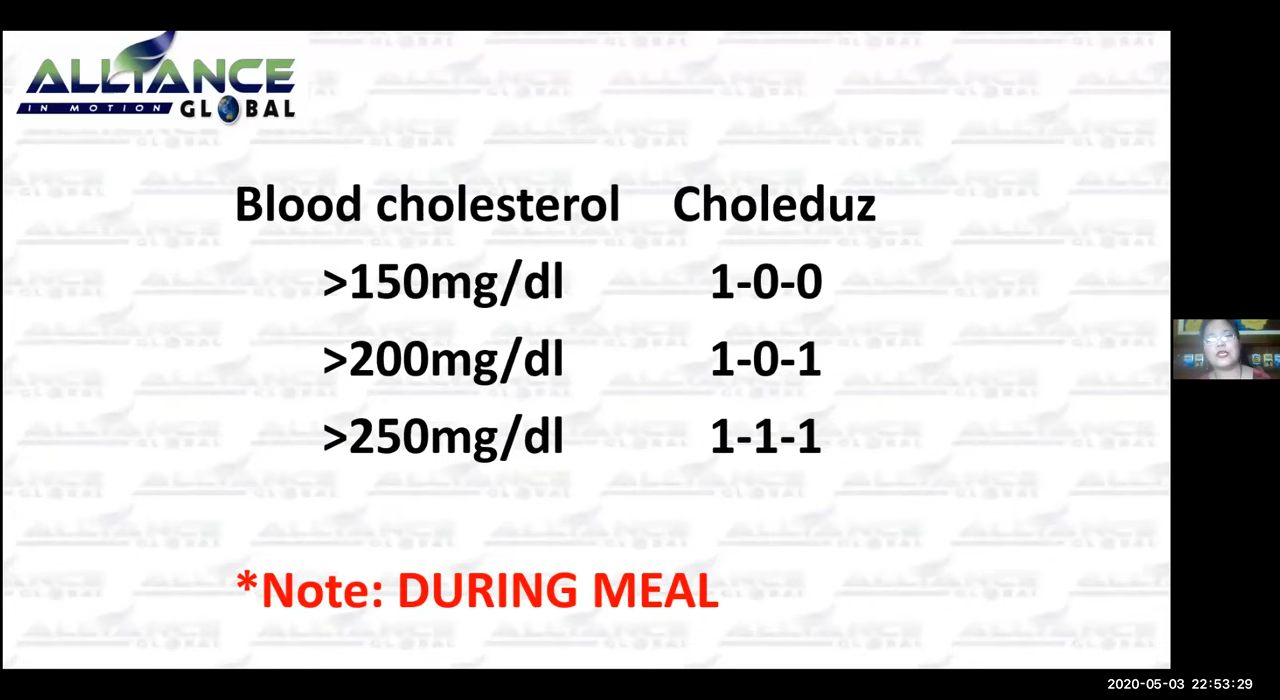 ALLIANCE
IN MOTION GLOBAL
Blood cholesterol Choleduz
>150mg/dl 1-0-0
>200mg/dl 1-0-1
>250mg/dl 1-1-1
*Note: DURING MEAL
2020-05-03 22:53:29